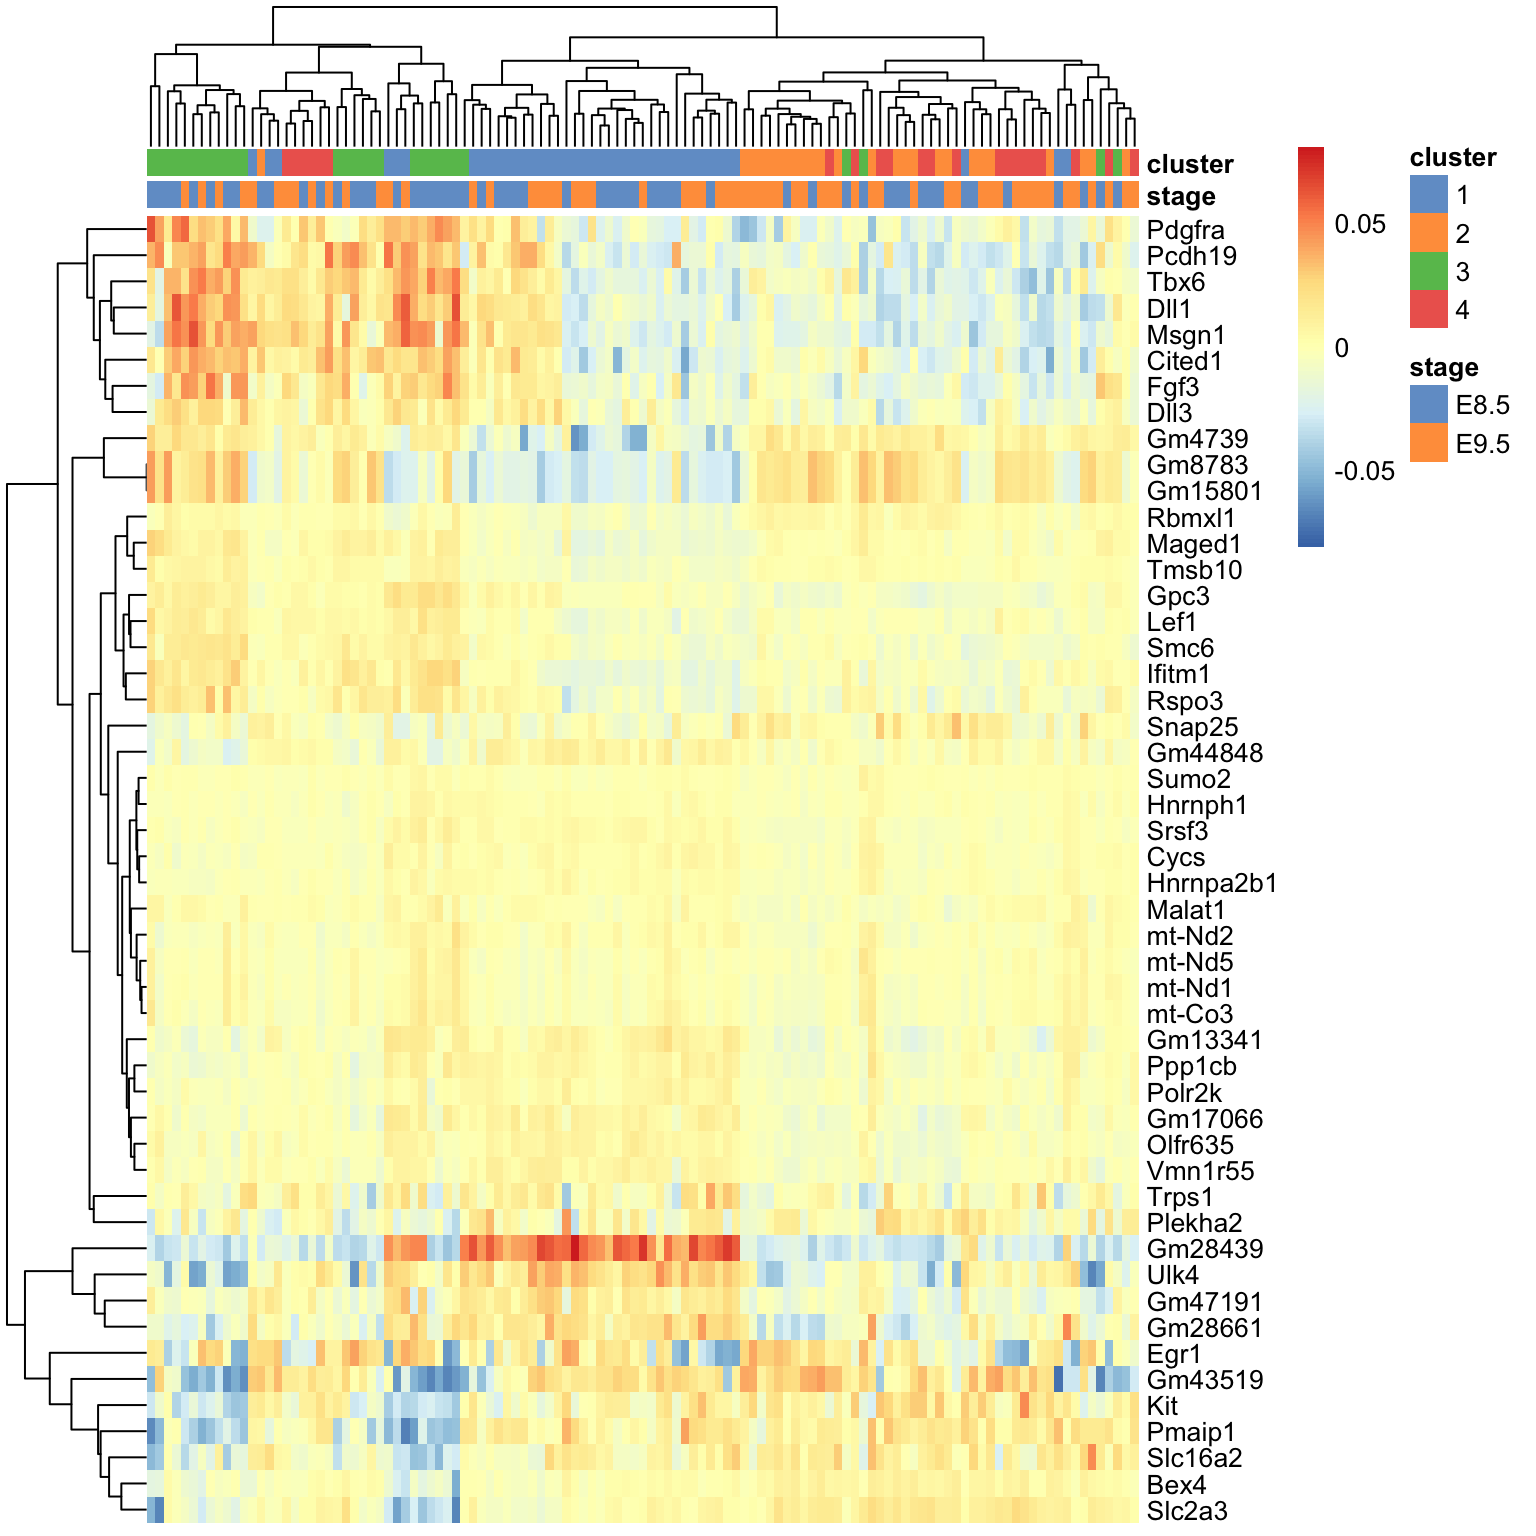 cluster
stage
Pdgfra
Pcdh19
Tbx6
Dll1
Msgn1
Cited1
Fgf3
Dll3
Gm4739
Gm8783
Gm15801
Rbmxl1
Maged1
Tmsb10
Gpc3
Lef1
Smc6
Ifitm1
Rspo3
Snap25
Gm44848
Sumo2
Hnrnph1
Srsf3
Cycs
Hnrnpa2b1
Malat1
mt-Nd2
mt-Nd5
mt-Nd1
mt-Co3
Gm13341
Ppp1cb
Polr2k
Gm17066
Olfr635
Vmn1r55
Trps1
Plekha2
Gm28439
Ulk4
Gm47191
Gm28661
Egr1
Gm43519
Kit
Pmaip1
Slc16a2
Bex4
Slc2a3
0.05
0
-0.05
cluster
1
2
3
4
stage
E8.5
E9.5